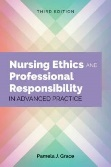 THIRD EDITION
Nursing Ethics AND
Professional
Responsibility
IN ADVANCED PRACTICE
Pamela J. Grace